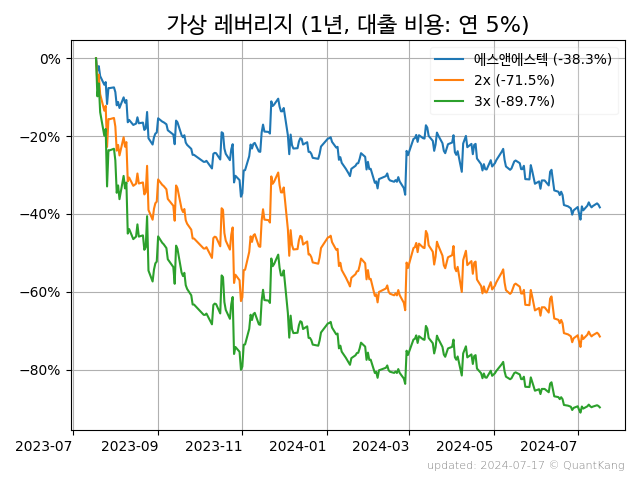 가상 레버리지 (1년, 대출 비용: 연 5%)
에스앤에스텍 (-38.3%)
2x (-71.5%)
3x (-89.7%)
0%
−20%
−40%
−60%
−80%
2023-07 2023-09 2023-11 2024-01 2024-03 2024-05 2024-07
updated: 2024-07-17 © QuantKang